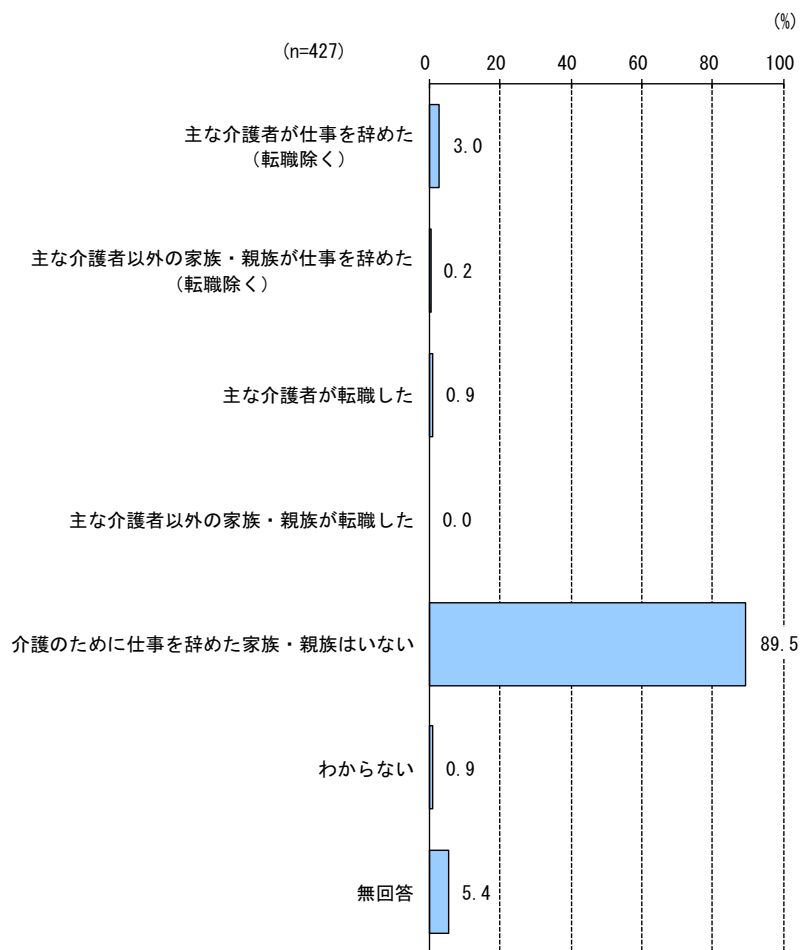 (%)
(n=427)
0 20 40 60 80 100
主な介護者が仕事を辞めた
（転職除く）
3.0
主な介護者以外の家族・親族が仕事を辞めた
（転職除く）
0.2
主な介護者が転職した
0.9
主な介護者以外の家族・親族が転職した
0.0
介護のために仕事を辞めた家族・親族はいない
89.5
わからない
0.9
無回答
5.4